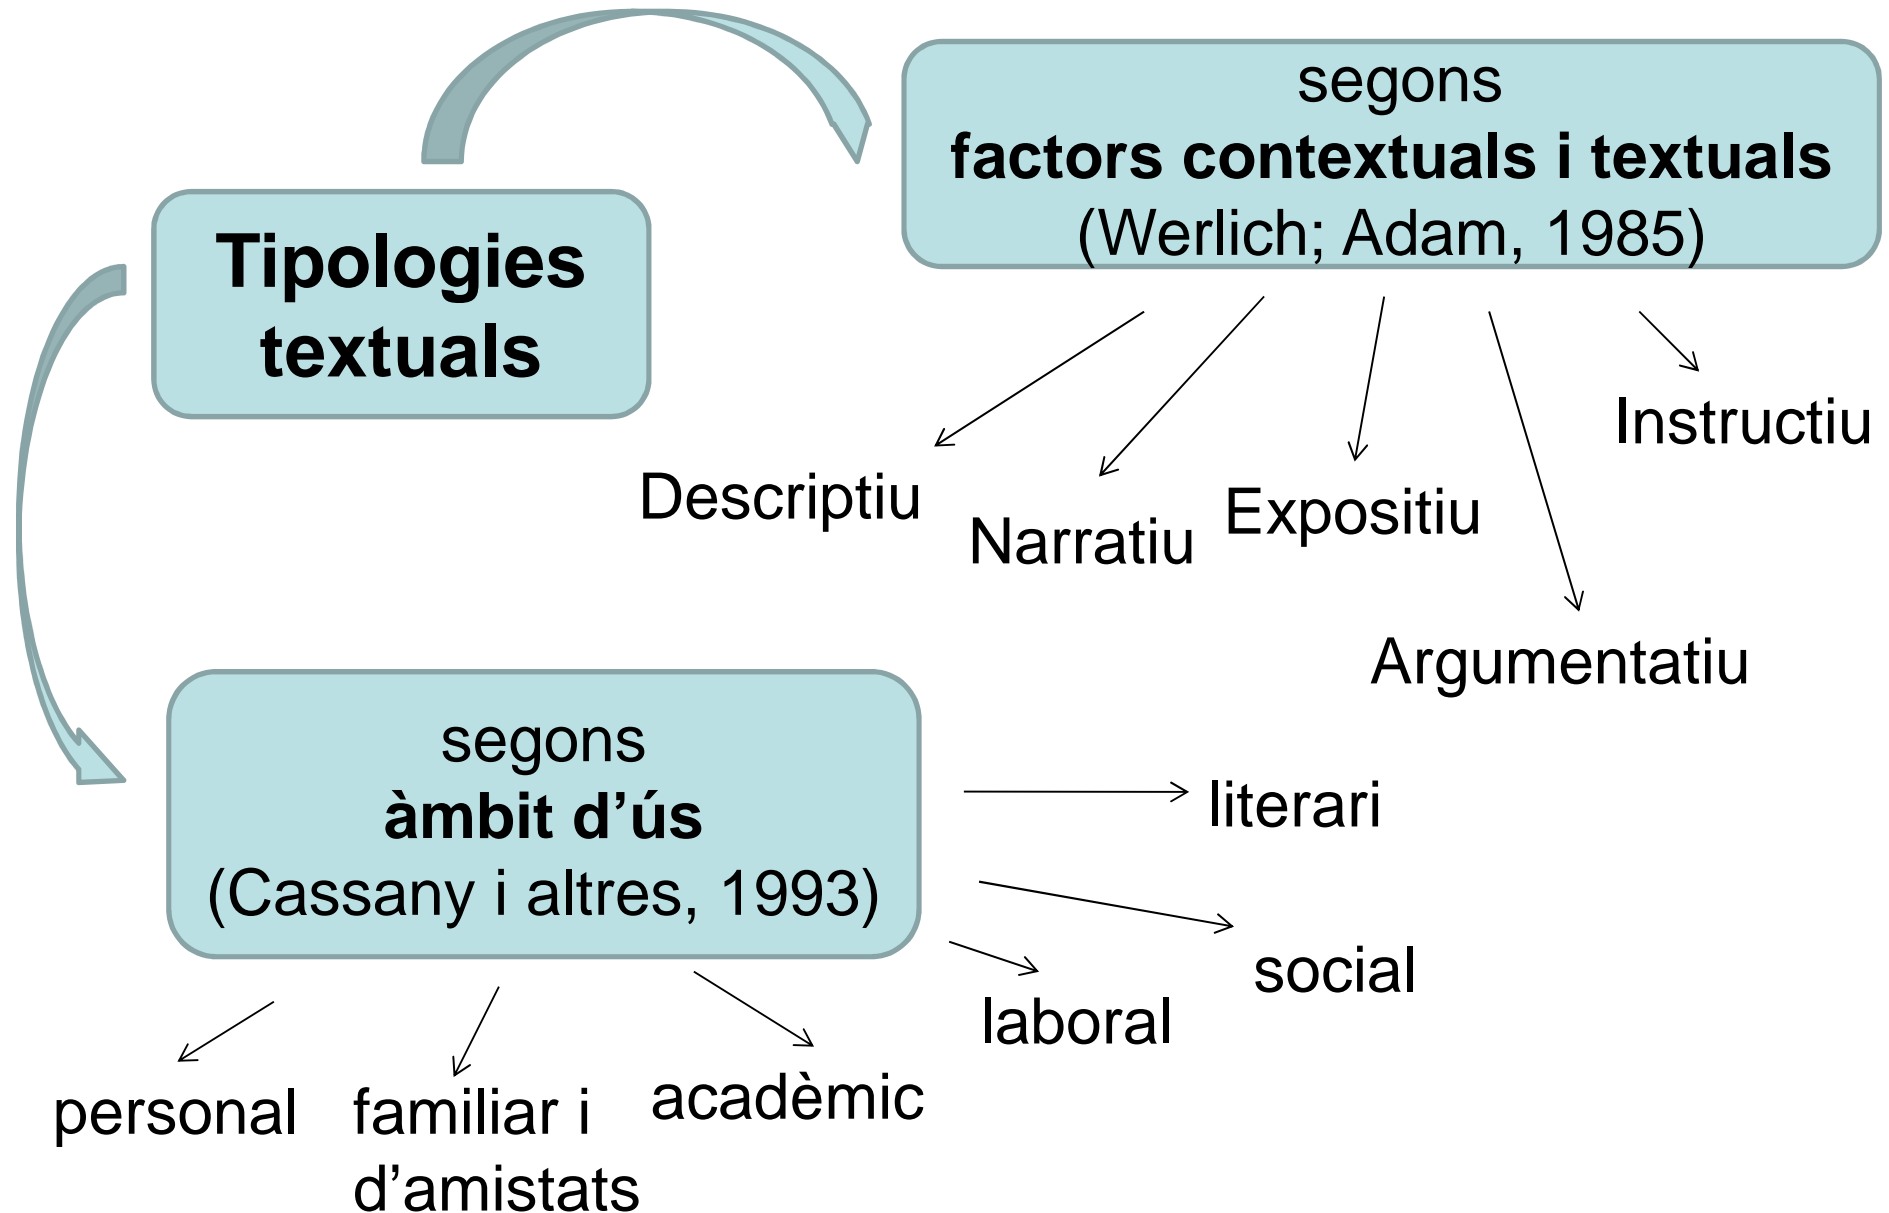 Tipologies
textuals
segons
factors contextuals i textuals
(Werlich; Adam, 1985)
Descriptiu
Narratiu
Expositiu
Argumentatiu
Instructiu
segons
àmbit d’ús
(Cassany i altres, 1993)
personal
familiar i
d’amistats
acadèmic
laboral
social
literari